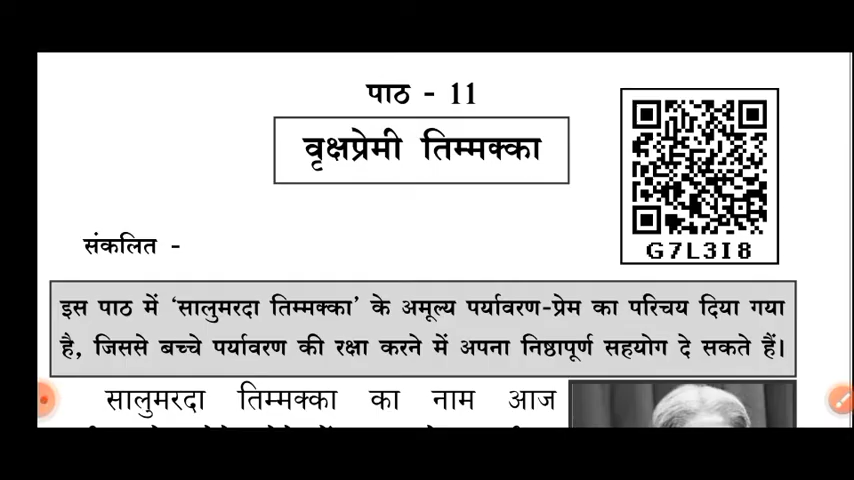 पाठ - 11
वृक्षप्रेमी तिम्मक्का
G7L3I8
संकलित -
इस पाठ में ‘सालुमरदा तिम्मक्का’ के अमूल्य पर्यावरण-प्रेम का परिचय दिया गया
है, जिससे बच्चे पर्यावरण की रक्षा करने में अपना निष्ठापूर्ण सहयोग दे सकते हैं।
सालुमरदा तिम्मक्का का नाम आज